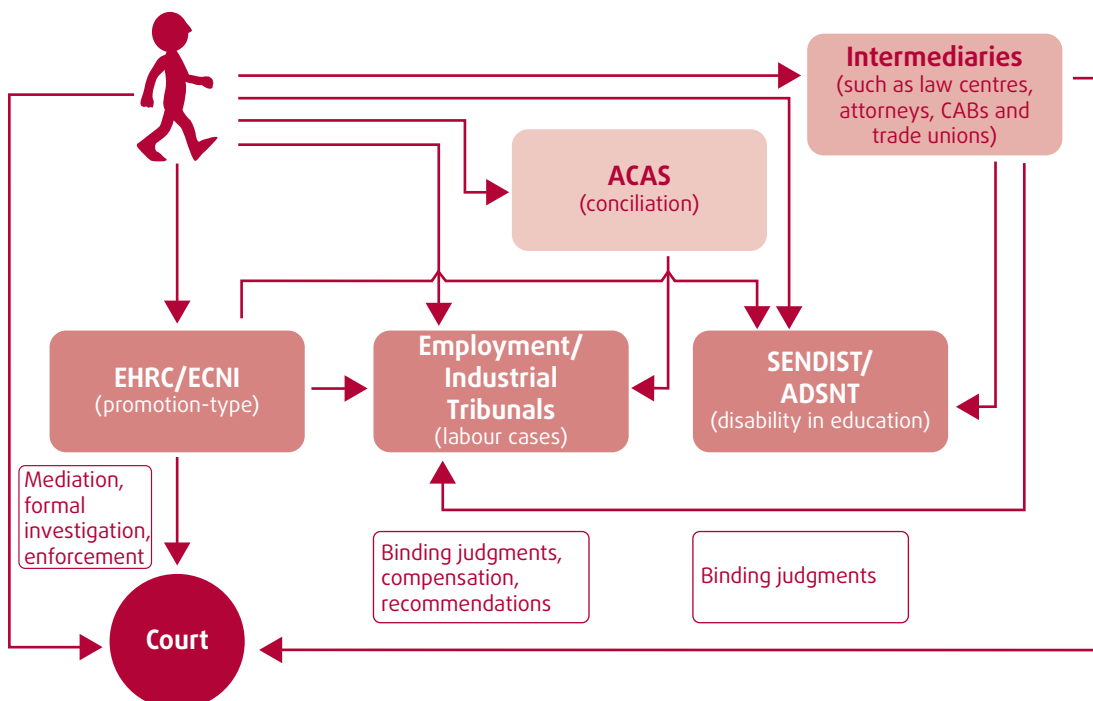 Intermediaries
(such as law centres,
attorneys, CABs and
trade unions)
ACAS
(conciliation)
EHRC/ECNI
(promotion-type)
Employment/
Industrial
Tribunals
(labour cases)
SENDIST/
ADSNT
(disability in education)
Mediation,
formal
investigation,
enforcement
Binding judgments,
compensation,
recommendations
Binding judgments
Court